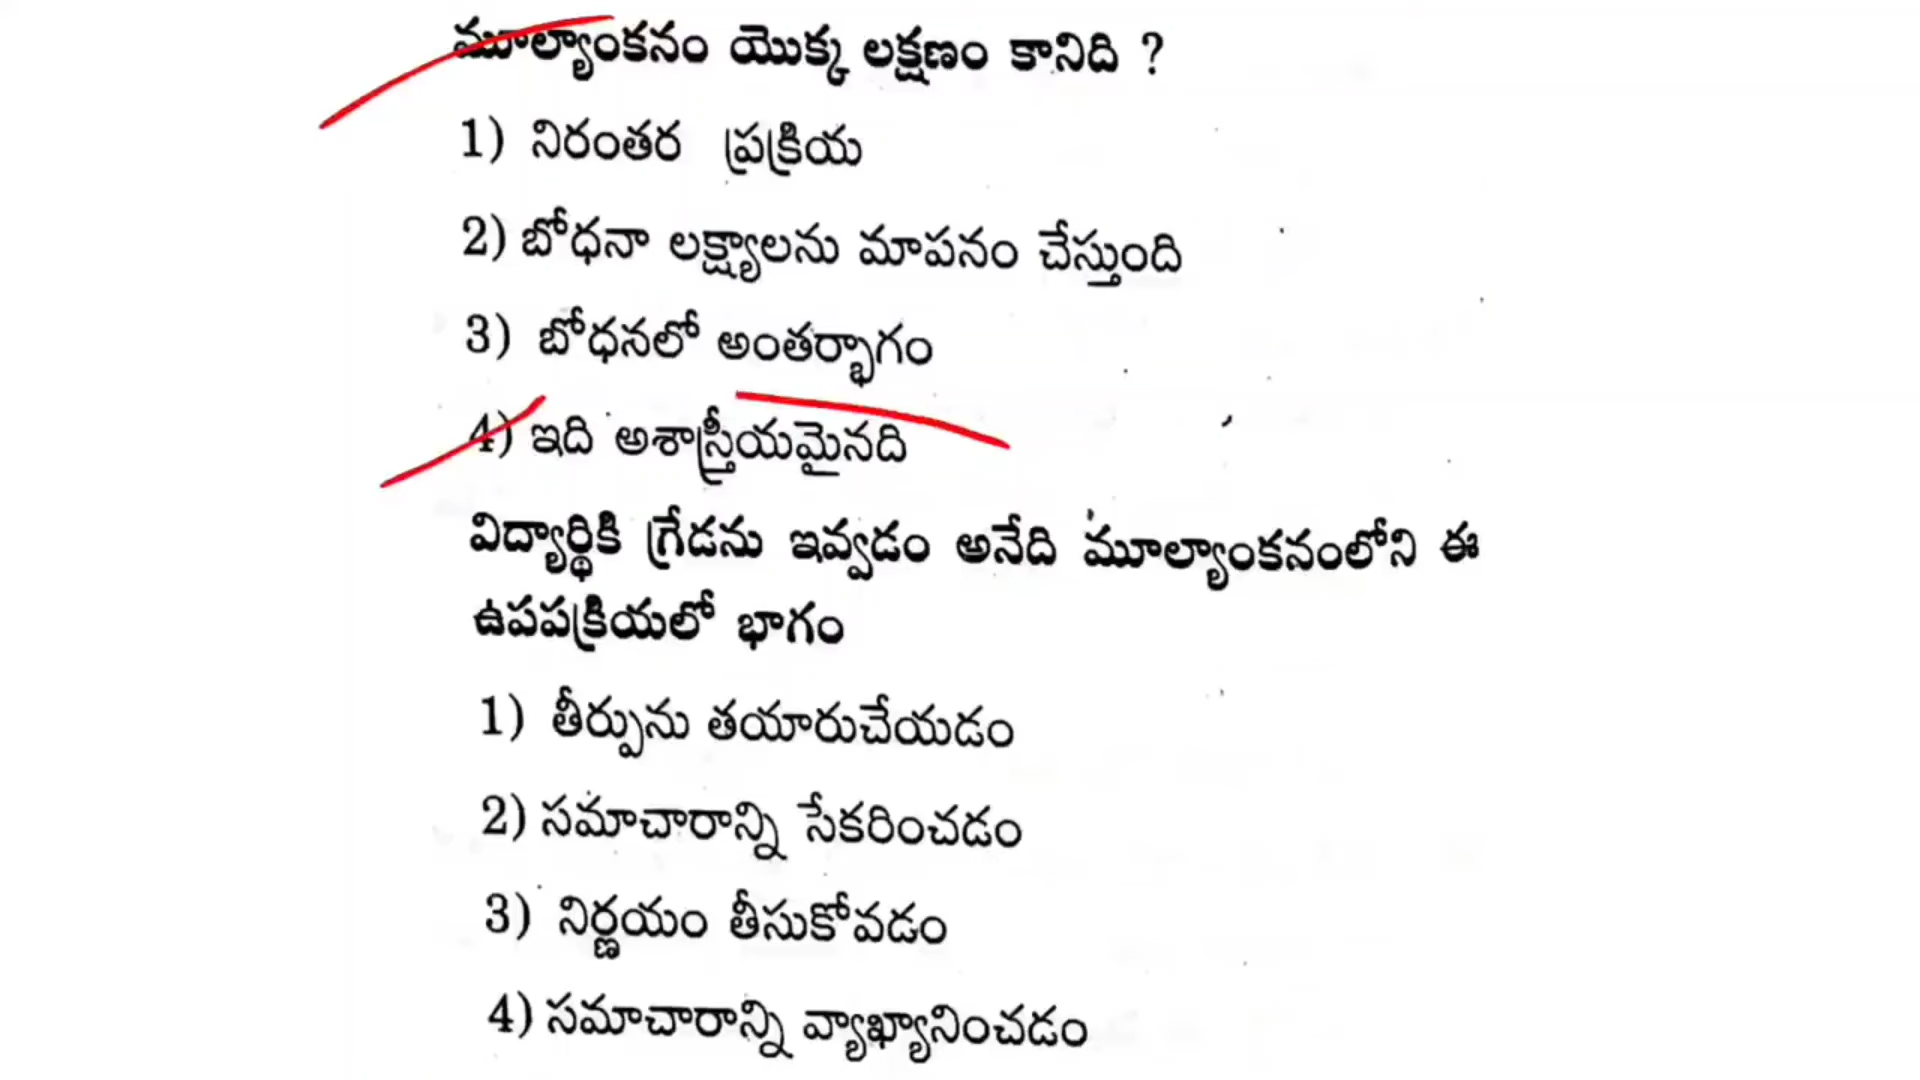 మూల్యాంకనం యొక్క లక్షణం కానిది ?
1) నిరంతర ప్రక్రియ
2) బోధనా లక్ష్యాలను మాపనం చేస్తుంది
3) బోధనలో అంతర్భాగం
4) ఇది అశాస్త్రీయమైనది
విద్యార్థికి గ్రేడను ఇవ్వడం అనేది మూల్యాంకనంలోని ఈ
ఉపపక్రియలో భాగం
1) తీర్పును తయారుచేయడం
2) సమాచారాన్ని సేకరించడం
3) నిర్ణయం తీసుకోవడం
4) సమాచారాన్ని వ్యాఖ్యానించడం